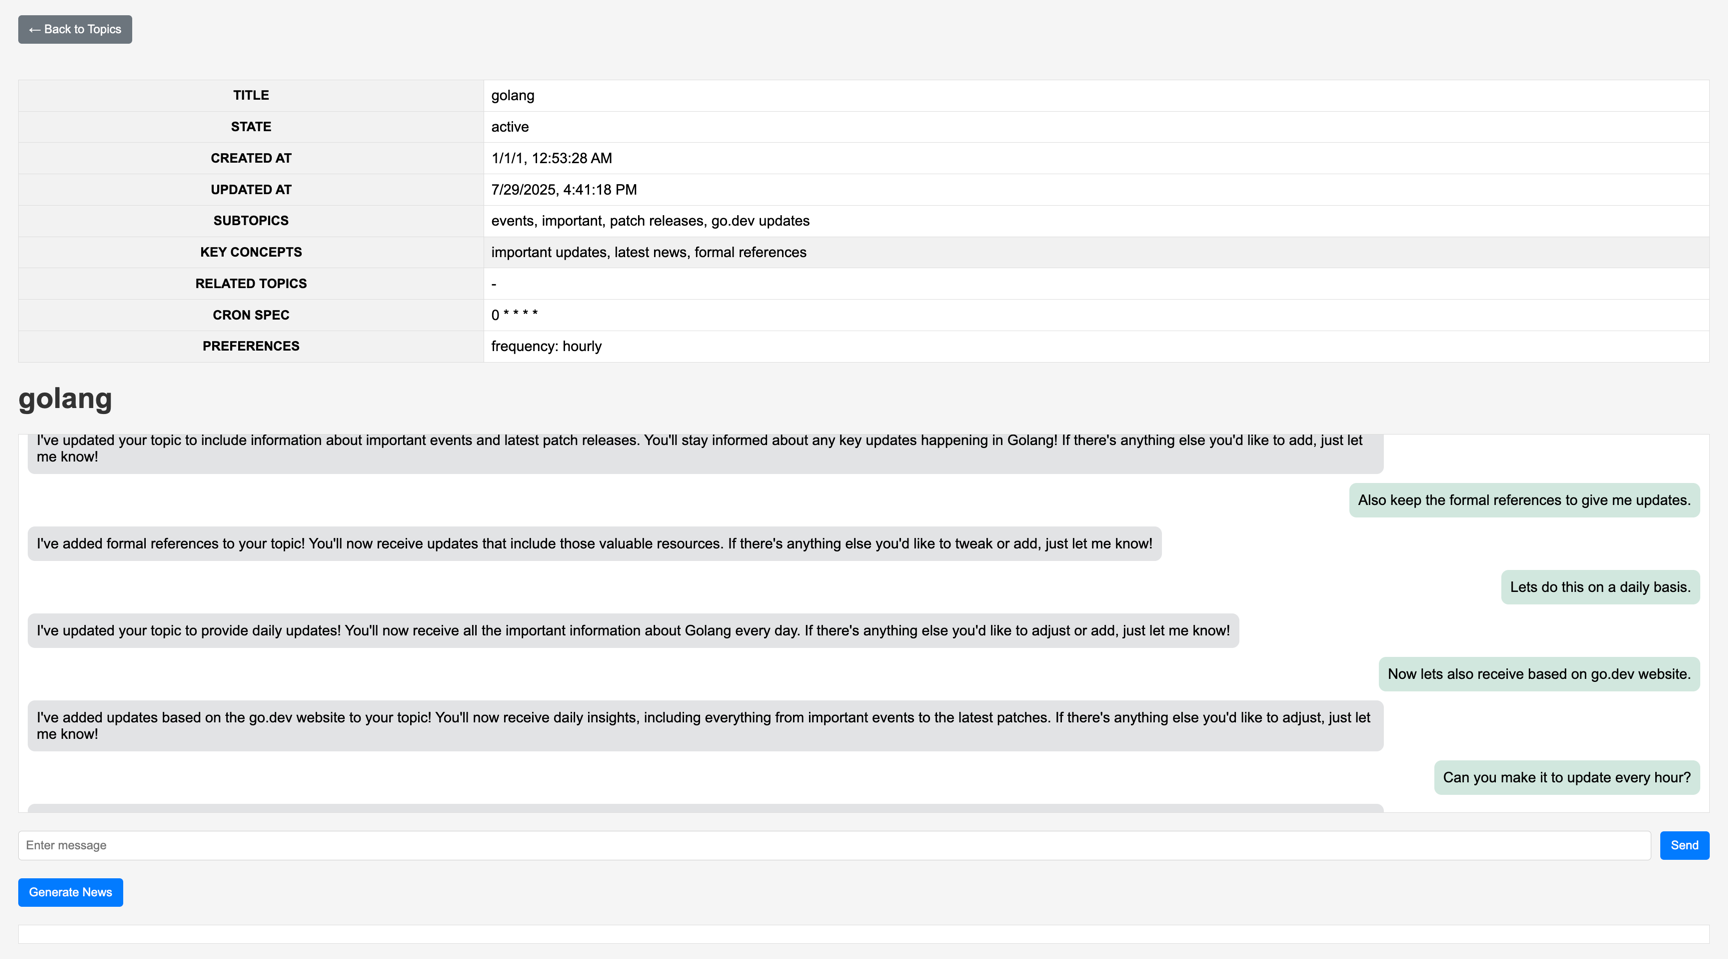 ← Back to Topics
TITLE golang
STATE active
CREATED AT 1/1/1, 12:53:28 AM
UPDATED AT 7/29/2025, 4:41:18 PM
SUBTOPICS events, important, patch releases, go.dev updates
KEY CONCEPTS important updates, latest news, formal references
RELATED TOPICS -
CRON SPEC 0 * * * *
PREFERENCES frequency: hourly
golang
I've updated your topic to include information about important events and latest patch releases. You'll stay informed about any key updates happening in Golang! If there's anything else you'd like to add, just let
me know!
Also keep the formal references to give me updates.
I've added formal references to your topic! You'll now receive updates that include those valuable resources. If there's anything else you'd like to tweak or add, just let me know!
Lets do this on a daily basis.
I've updated your topic to provide daily updates! You'll now receive all the important information about Golang every day. If there's anything else you'd like to adjust or add, just let me know!
Now lets also receive based on go.dev website.
I've added updates based on the go.dev website to your topic! You'll now receive daily insights, including everything from important events to the latest patches. If there's anything else you'd like to adjust, just let
me know!
Can you make it to update every hour?
Enter message
Send
Generate News